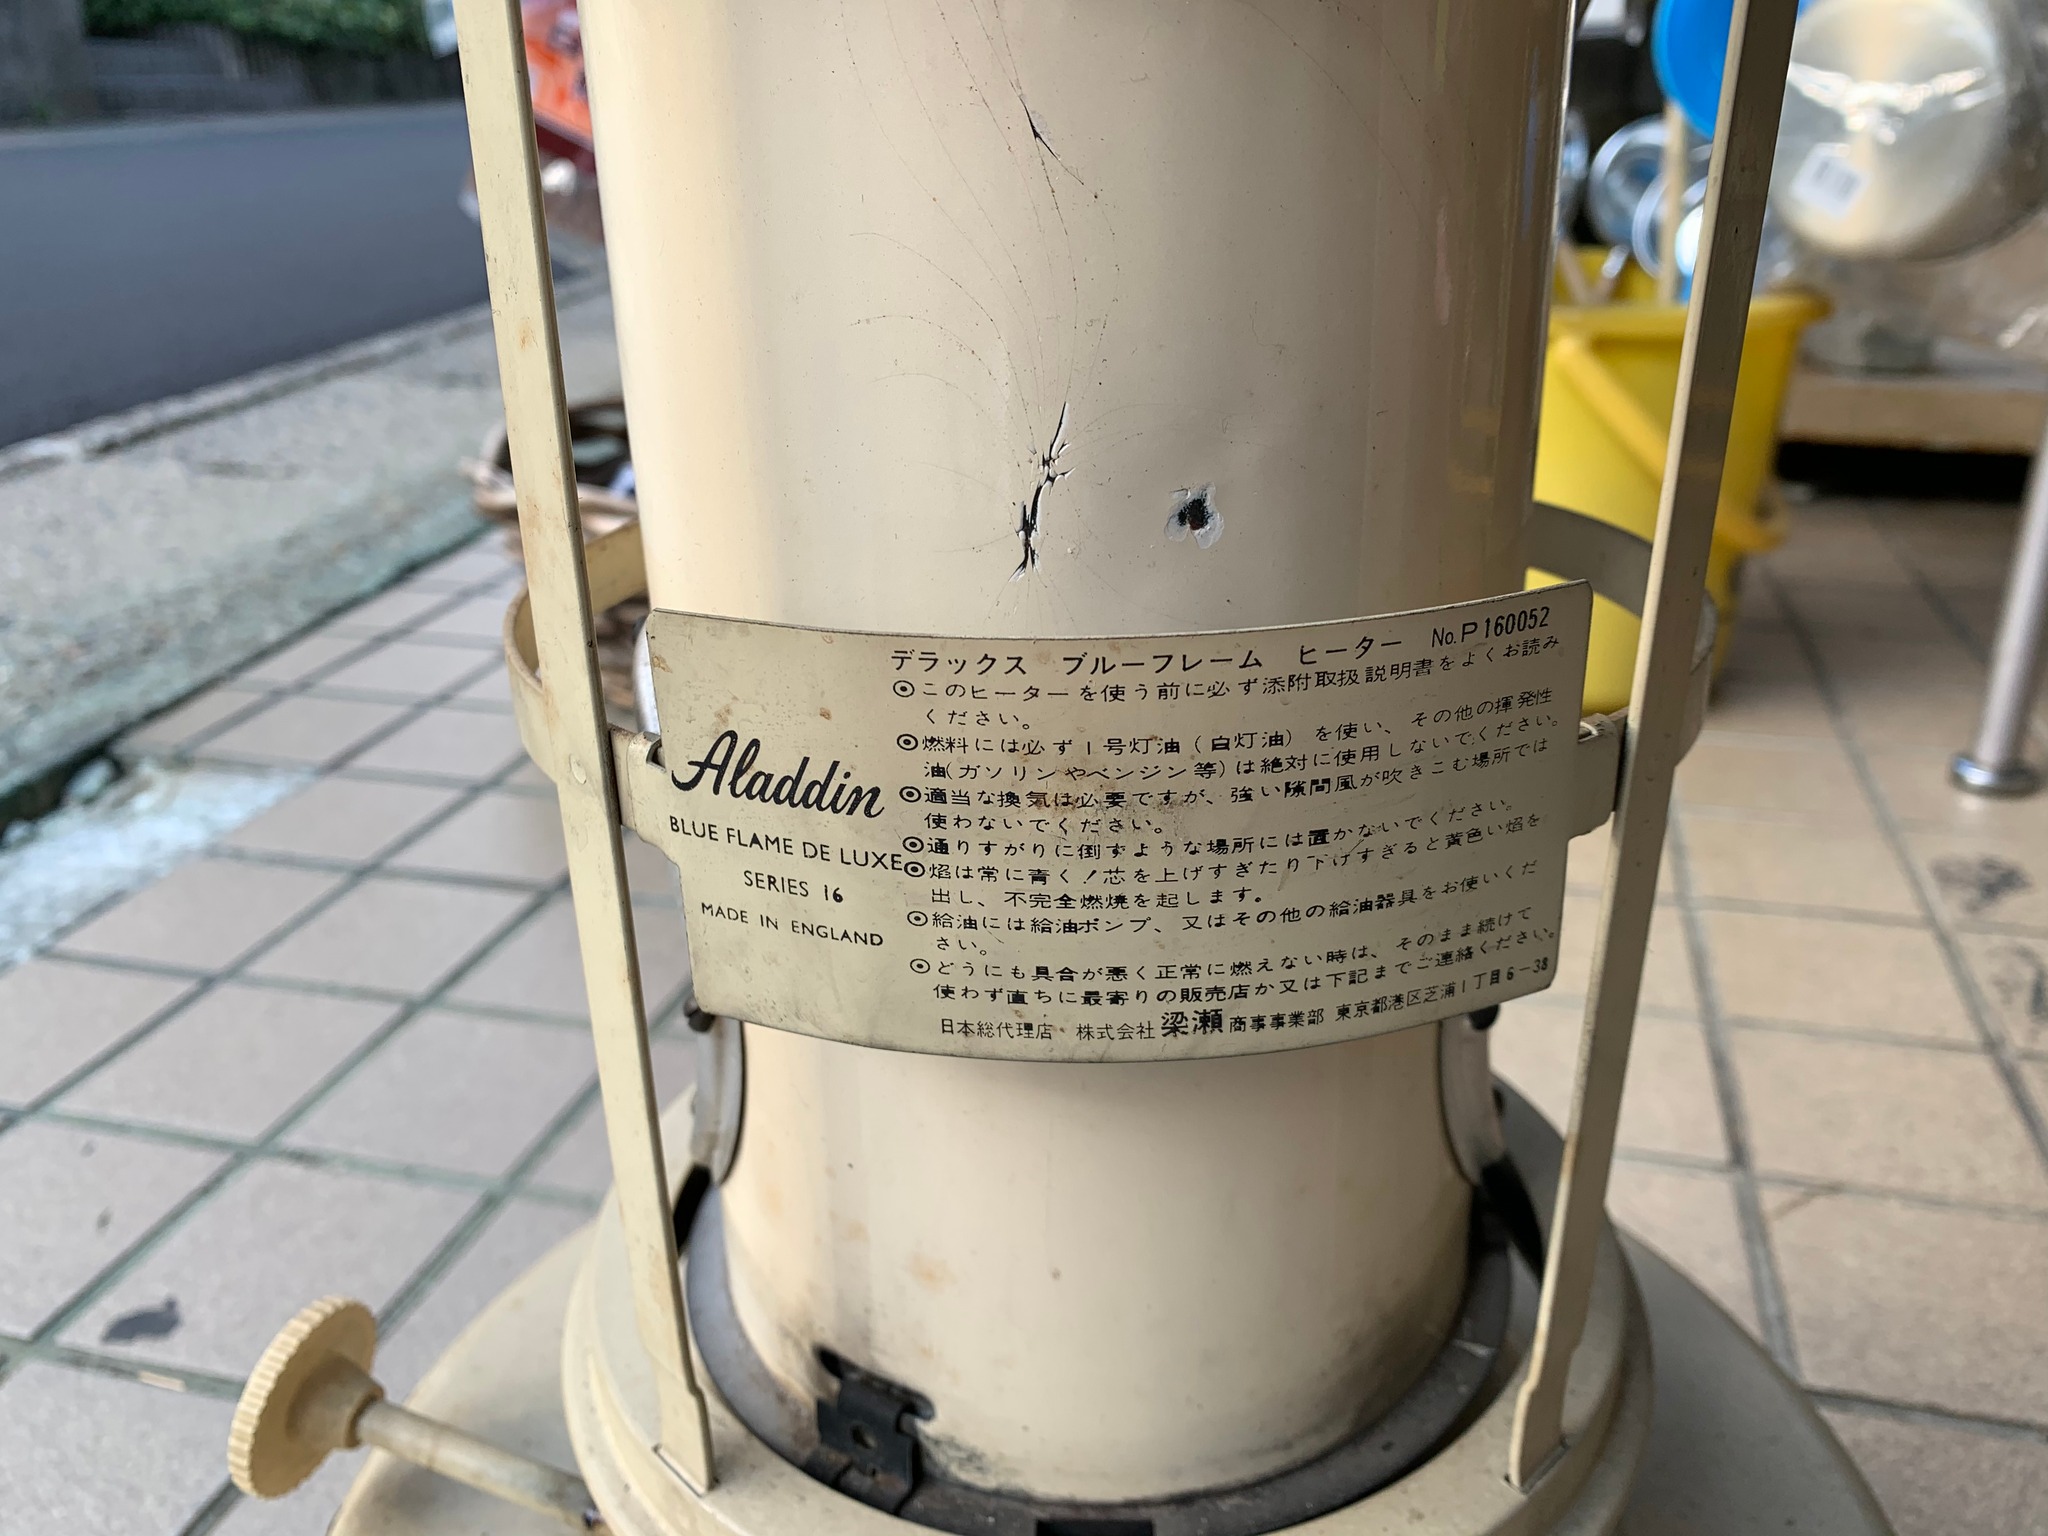 デラックス ブルーフレーム ヒーター No.P160052
⦿このヒーターを使う前に必ず添附取扱説明書をよくお読み
ください。
⦿燃料には必ず1号灯油(白灯油)を使い、その他の揮発性
油(ガソリンやベンジン等)は絶対に使用しないでください。
⦿適当な換気は必要ですが、強い隙間風が吹きこむ場所では
使わないでください。
⦿通りすがりに倒すような場所には置かないでください。
⦿焰は常に青く!芯を上げすぎたり下げすぎると黄色い焰を
出し、不完全燃焼を起します。
⦿給油には給油ポンプ、又はその他の給油器具をお使いくだ
さい。
⦿どうにも具合が悪く正常に燃えない時は、そのまま続けて
使わず直ちに最寄りの販売店か又は下記までご連絡ください。
日本総代理店 株式会社 梁瀬 商事事業部 東京都港区芝浦1丁目6-38
Aladdin
BLUE FLAME DE LUXE
SERIES 16
MADE IN ENGLAND